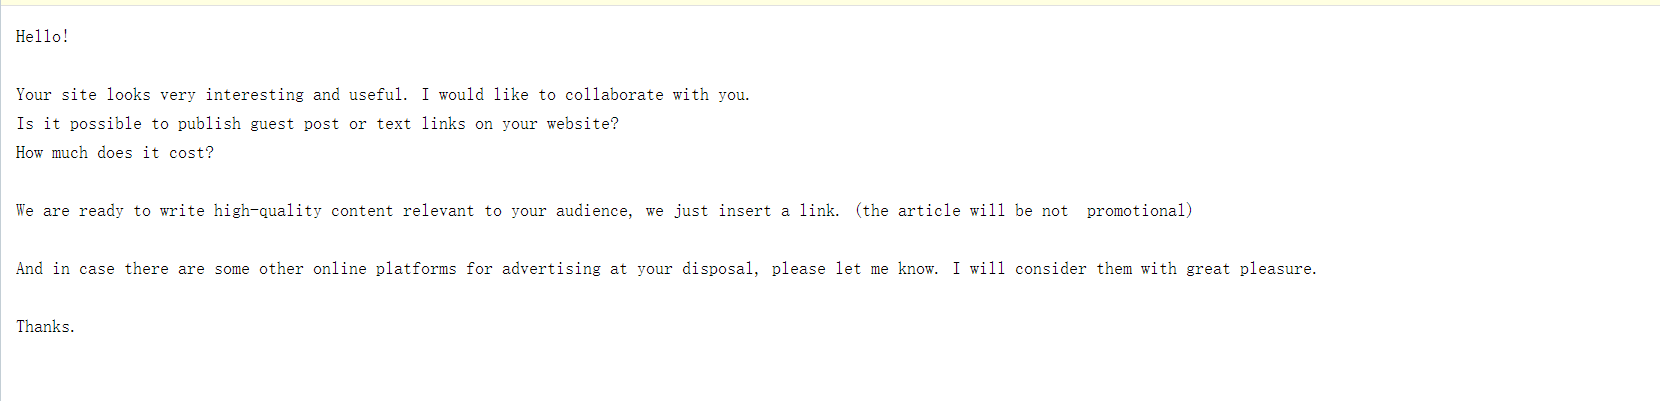 Hello!
Your site looks very interesting and useful. I would like to collaborate with you.
Is it possible to publish guest post or text links on your website?
How much does it cost?
We are ready to write high-quality content relevant to your audience, we just insert a link. (the article will be not  promotional)
And in case there are some other online platforms for advertising at your disposal, please let me know. I will consider them with great pleasure.
Thanks.